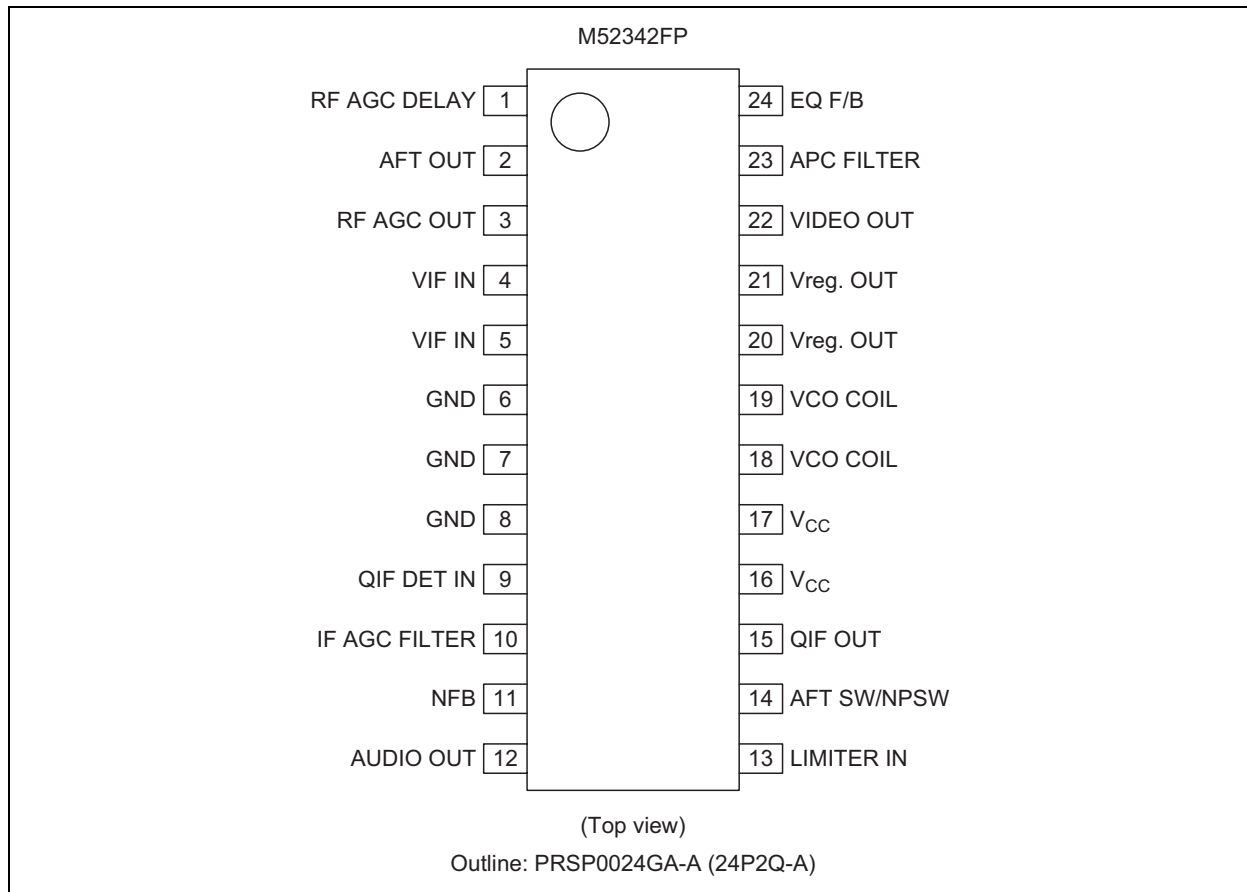 M52342FP
RF AGC DELAY 1 24 EQ F/B
AFT OUT 2 23 APC FILTER
RF AGC OUT 3 22 VIDEO OUT
VIF IN 4 21 Vreg. OUT
VIF IN 5 20 Vreg. OUT
GND 6 19 VCO COIL
GND 7 18 VCO COIL
GND 8 17 VCC
QIF DET IN 9 16 VCC
IF AGC FILTER 10 15 QIF OUT
NFB 11 14 AFT SW/NPSW
AUDIO OUT 12 13 LIMITER IN
(Top view)
Outline: PRSP0024GA-A (24P2Q-A)